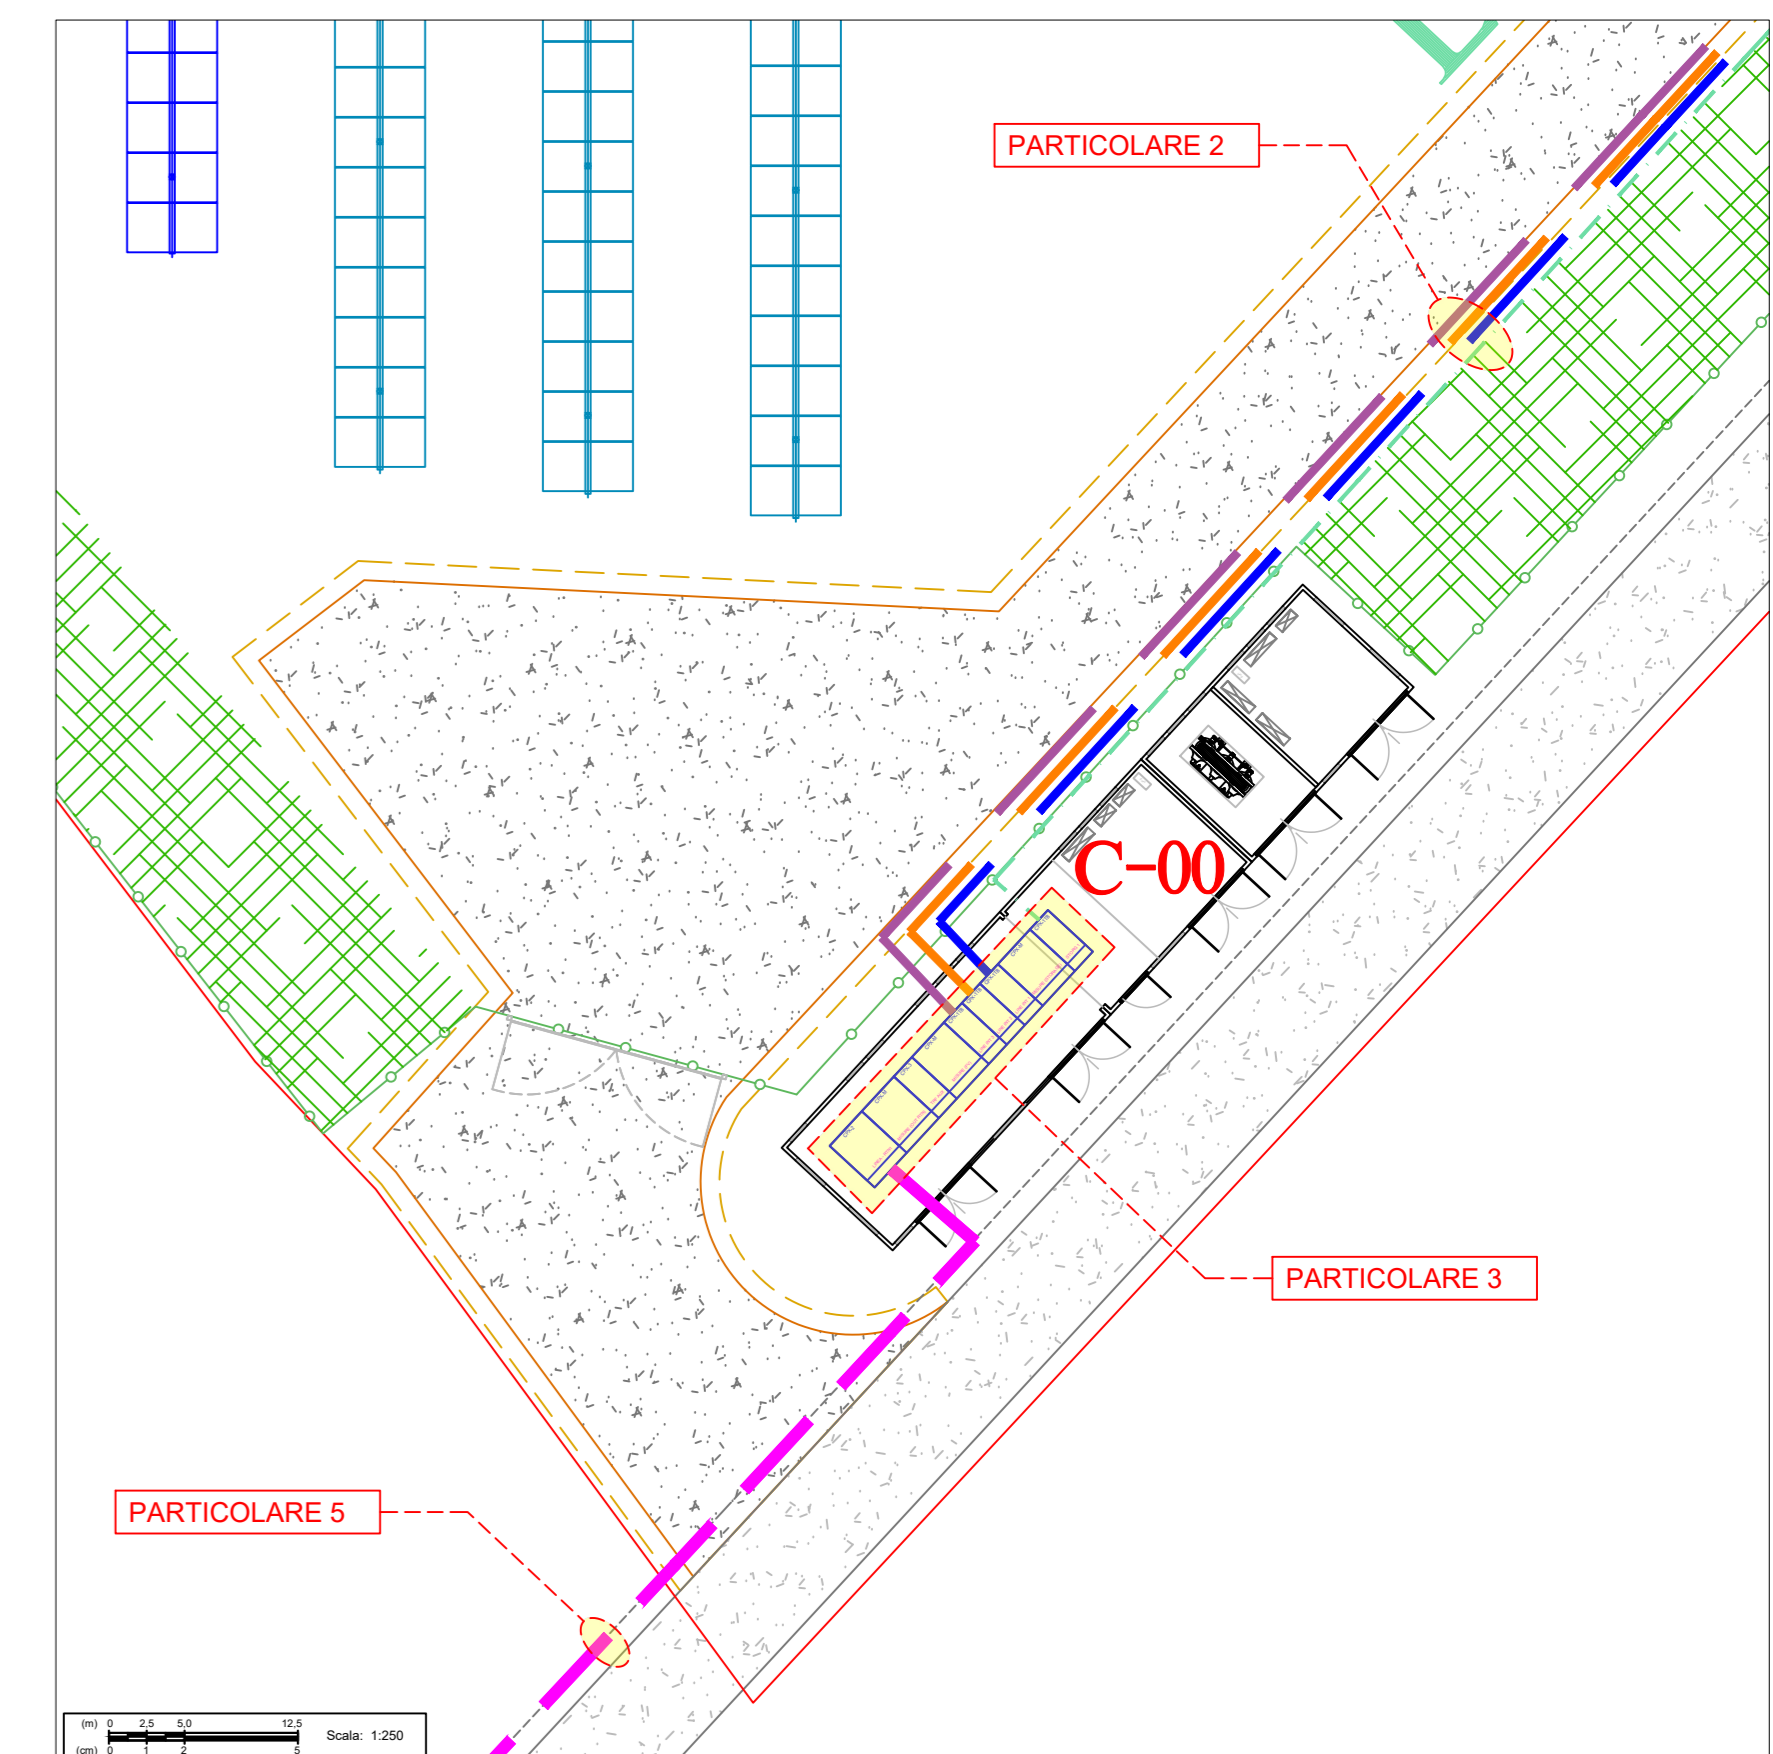 PARTICOLARE 2
C-00
PARTICOLARE 3
PARTICOLARE 5
(m) 0 2,5 5,0 12,5
Scala: 1:250
(cm) 0 1 2 5